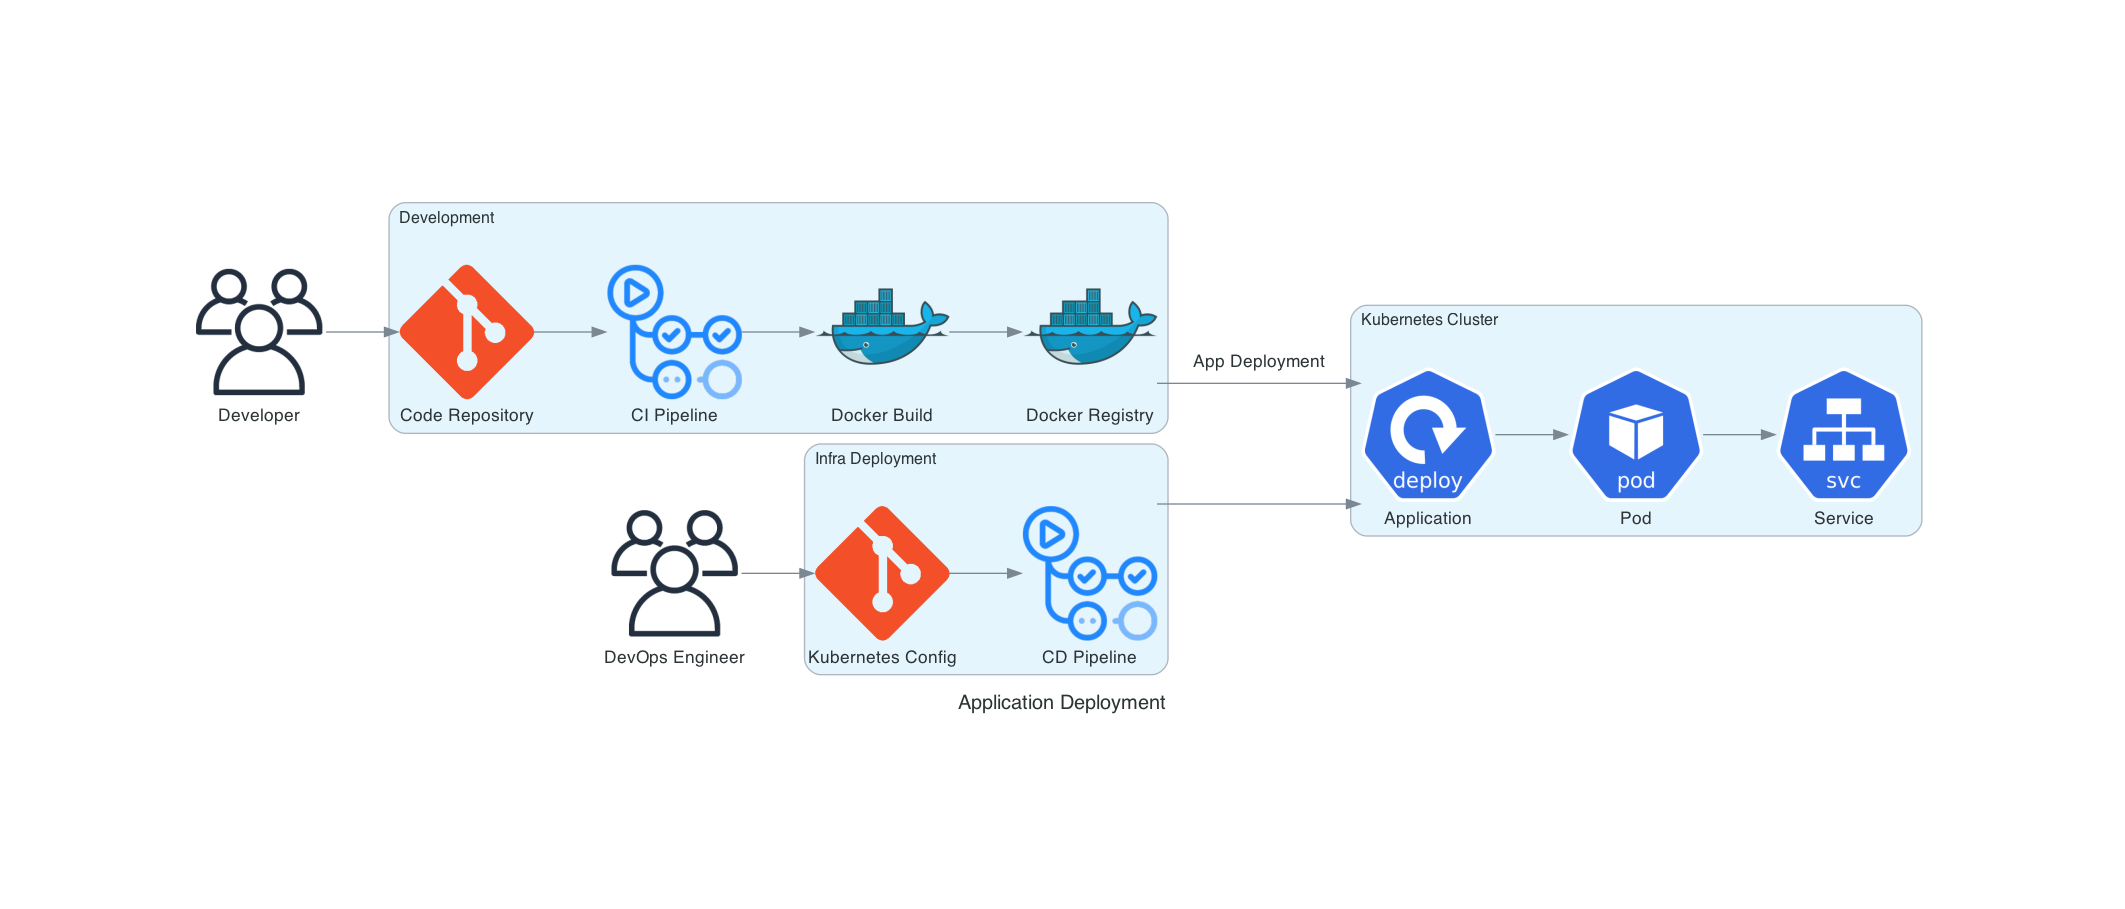 Development
Developer
Code Repository
CI Pipeline
Docker Build
Docker Registry
App Deployment
Kubernetes Cluster
deploy
pod
svc
Application
Pod
Service
Infra Deployment
DevOps Engineer
Kubernetes Config
CD Pipeline
Application Deployment